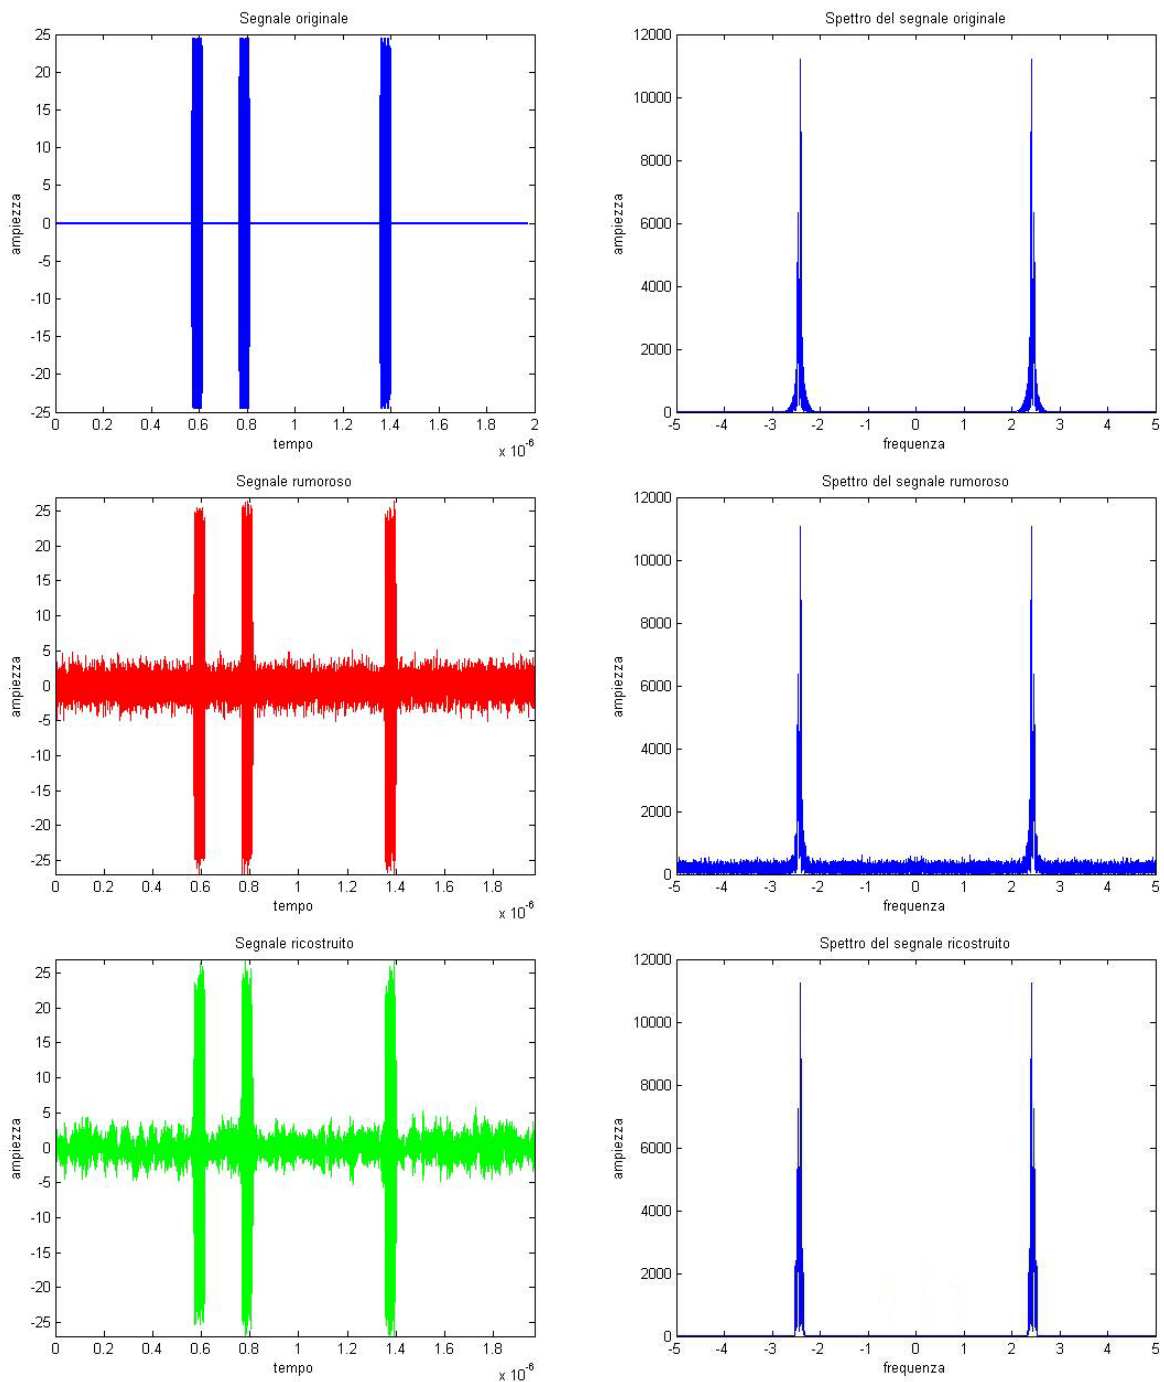 Segnale originale
25
20
15
10
5
0
-5
-10
-15
-20
-25
ampiezza
0 0.2 0.4 0.6 0.8 1 1.2 1.4 1.6 1.8 2
tempo
x 10^-6
Spettro del segnale originale
12000
10000
8000
6000
4000
2000
0
ampiezza
-5 -4 -3 -2 -1 0 1 2 3 4 5
frequenza
Segnale rumoroso
25
20
15
10
5
0
-5
-10
-15
-20
-25
ampiezza
0 0.2 0.4 0.6 0.8 1 1.2 1.4 1.6 1.8
tempo
x 10^-6
Spettro del segnale rumoroso
12000
10000
8000
6000
4000
2000
0
ampiezza
-5 -4 -3 -2 -1 0 1 2 3 4 5
frequenza
Segnale ricostruito
25
20
15
10
5
0
-5
-10
-15
-20
-25
ampiezza
0 0.2 0.4 0.6 0.8 1 1.2 1.4 1.6 1.8
tempo
x 10^-6
Spettro del segnale ricostruito
12000
10000
8000
6000
4000
2000
0
ampiezza
-5 -4 -3 -2 -1 0 1 2 3 4 5
frequenza